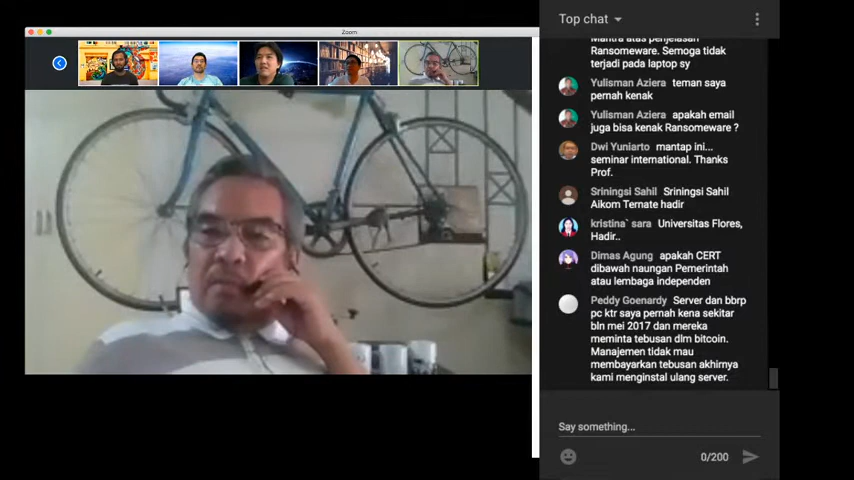 Zoom
Top chat
Mantra atas penjelasan
Ransomeware. Semoga tidak
terjadi pada laptop sy
Yulisman Aziera teman saya
pernah kenak
Yulisman Aziera apakah email
juga bisa kenak Ransomeware ?
Dwi Yuniarto mantap ini...
seminar international. Thanks
Prof.
Sriningsi Sahil Sriningsi Sahil
Aikom Ternate hadir
kristina` sara Universitas Flores,
Hadir..
Dimas Agung apakah CERT
dibawah naungan Pemerintah
atau lembaga independen
Peddy Goenardy Server dan bbrp
pc ktr saya pernah kena sekitar
bln mei 2017 dan mereka
meminta tebusan dlm bitcoin.
Manajemen tidak mau
membayarkan tebusan akhirnya
kami menginstal ulang server.
Say something...
0/200